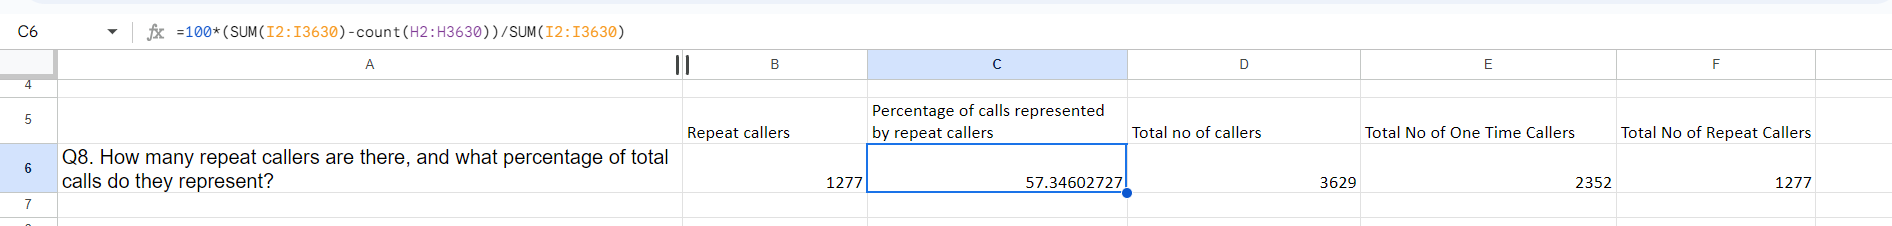 C6 fx =100*(SUM(I2:I3630)-count(H2:H3630))/SUM(I2:I3630)
A B C D E F
4
5 Repeat callers Percentage of calls represented by repeat callers Total no of callers Total No of One Time Callers Total No of Repeat Callers
6 Q8. How many repeat callers are there, and what percentage of total
calls do they represent? 1277 57.34602727 3629 2352 1277
7